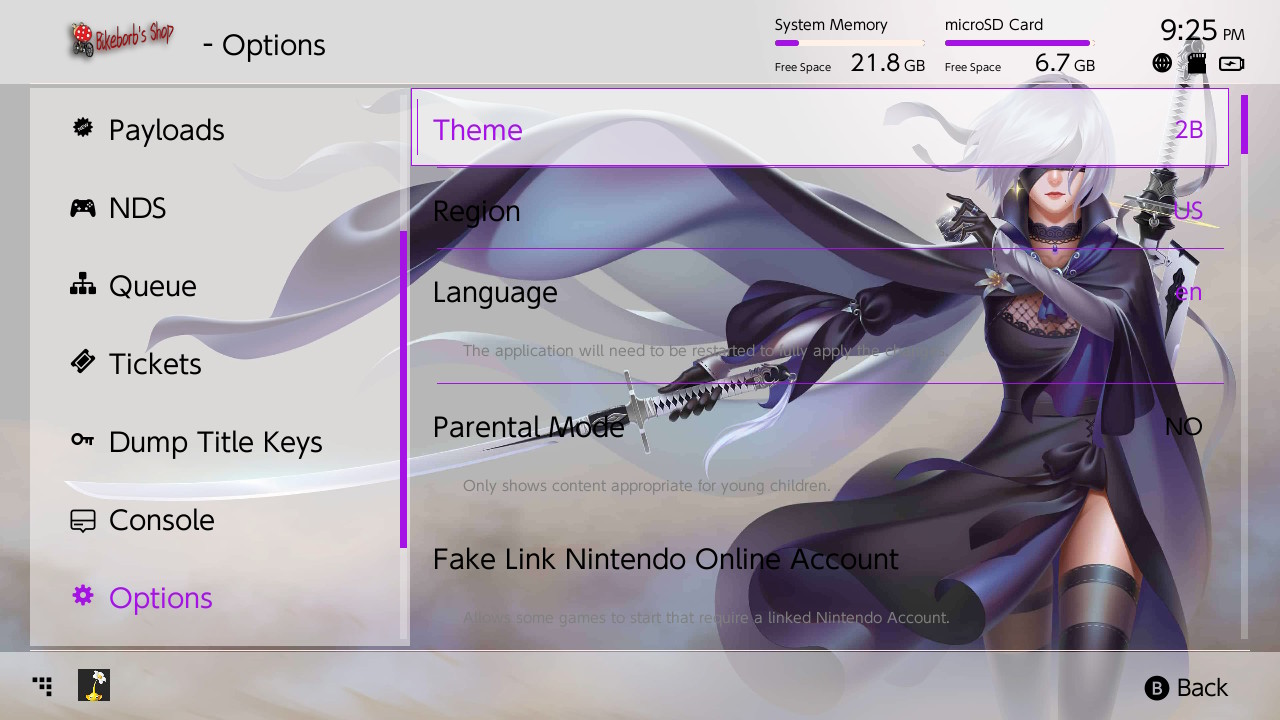 Bikeborb's Shop
- Options
System Memory
Free Space 21.8 GB
microSD Card
Free Space 6.7 GB
9:25 PM
Payloads
NDS
Queue
Tickets
Dump Title Keys
Console
Options
Theme 2B
Region US
Language en
The application will need to be restarted to fully apply the
Parental Mode NO
Only shows content appropriate for young children.
Fake Link Nintendo Online Account
Allows some games to start that require a linked Nintendo Account.
B Back